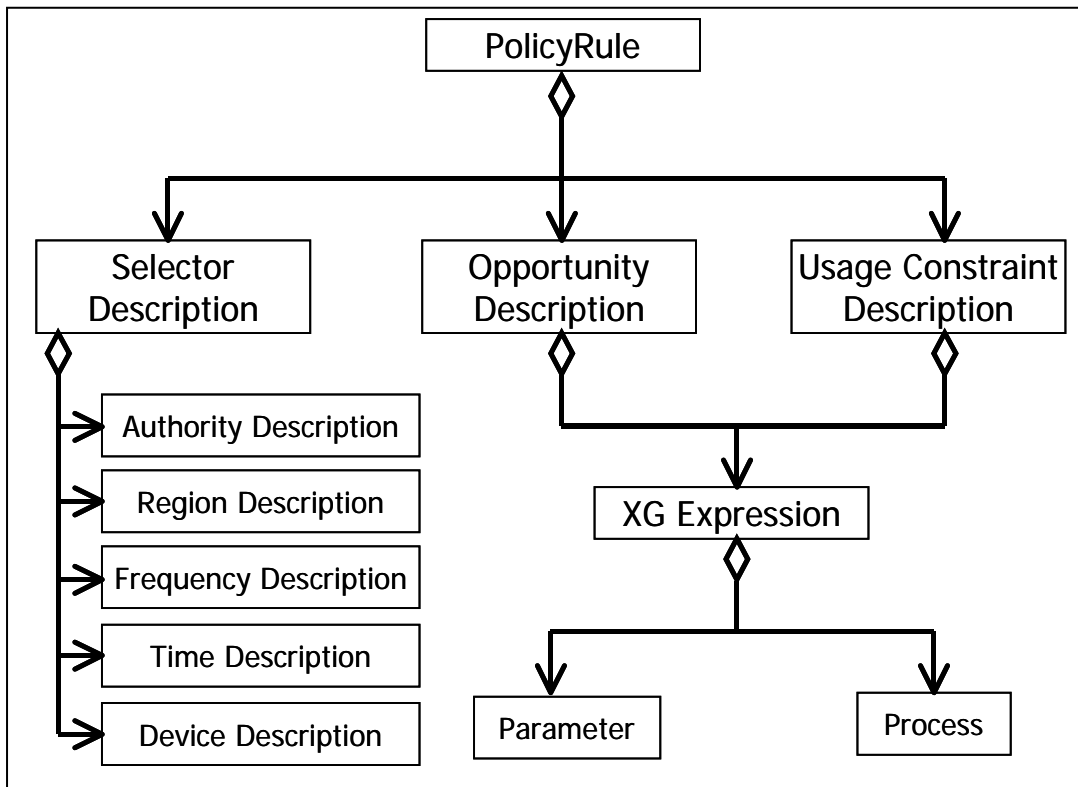 PolicyRule
Selector
Description
Opportunity
Description
Usage Constraint
Description
Authority Description
Region Description
Frequency Description
Time Description
Device Description
XG Expression
Parameter
Process